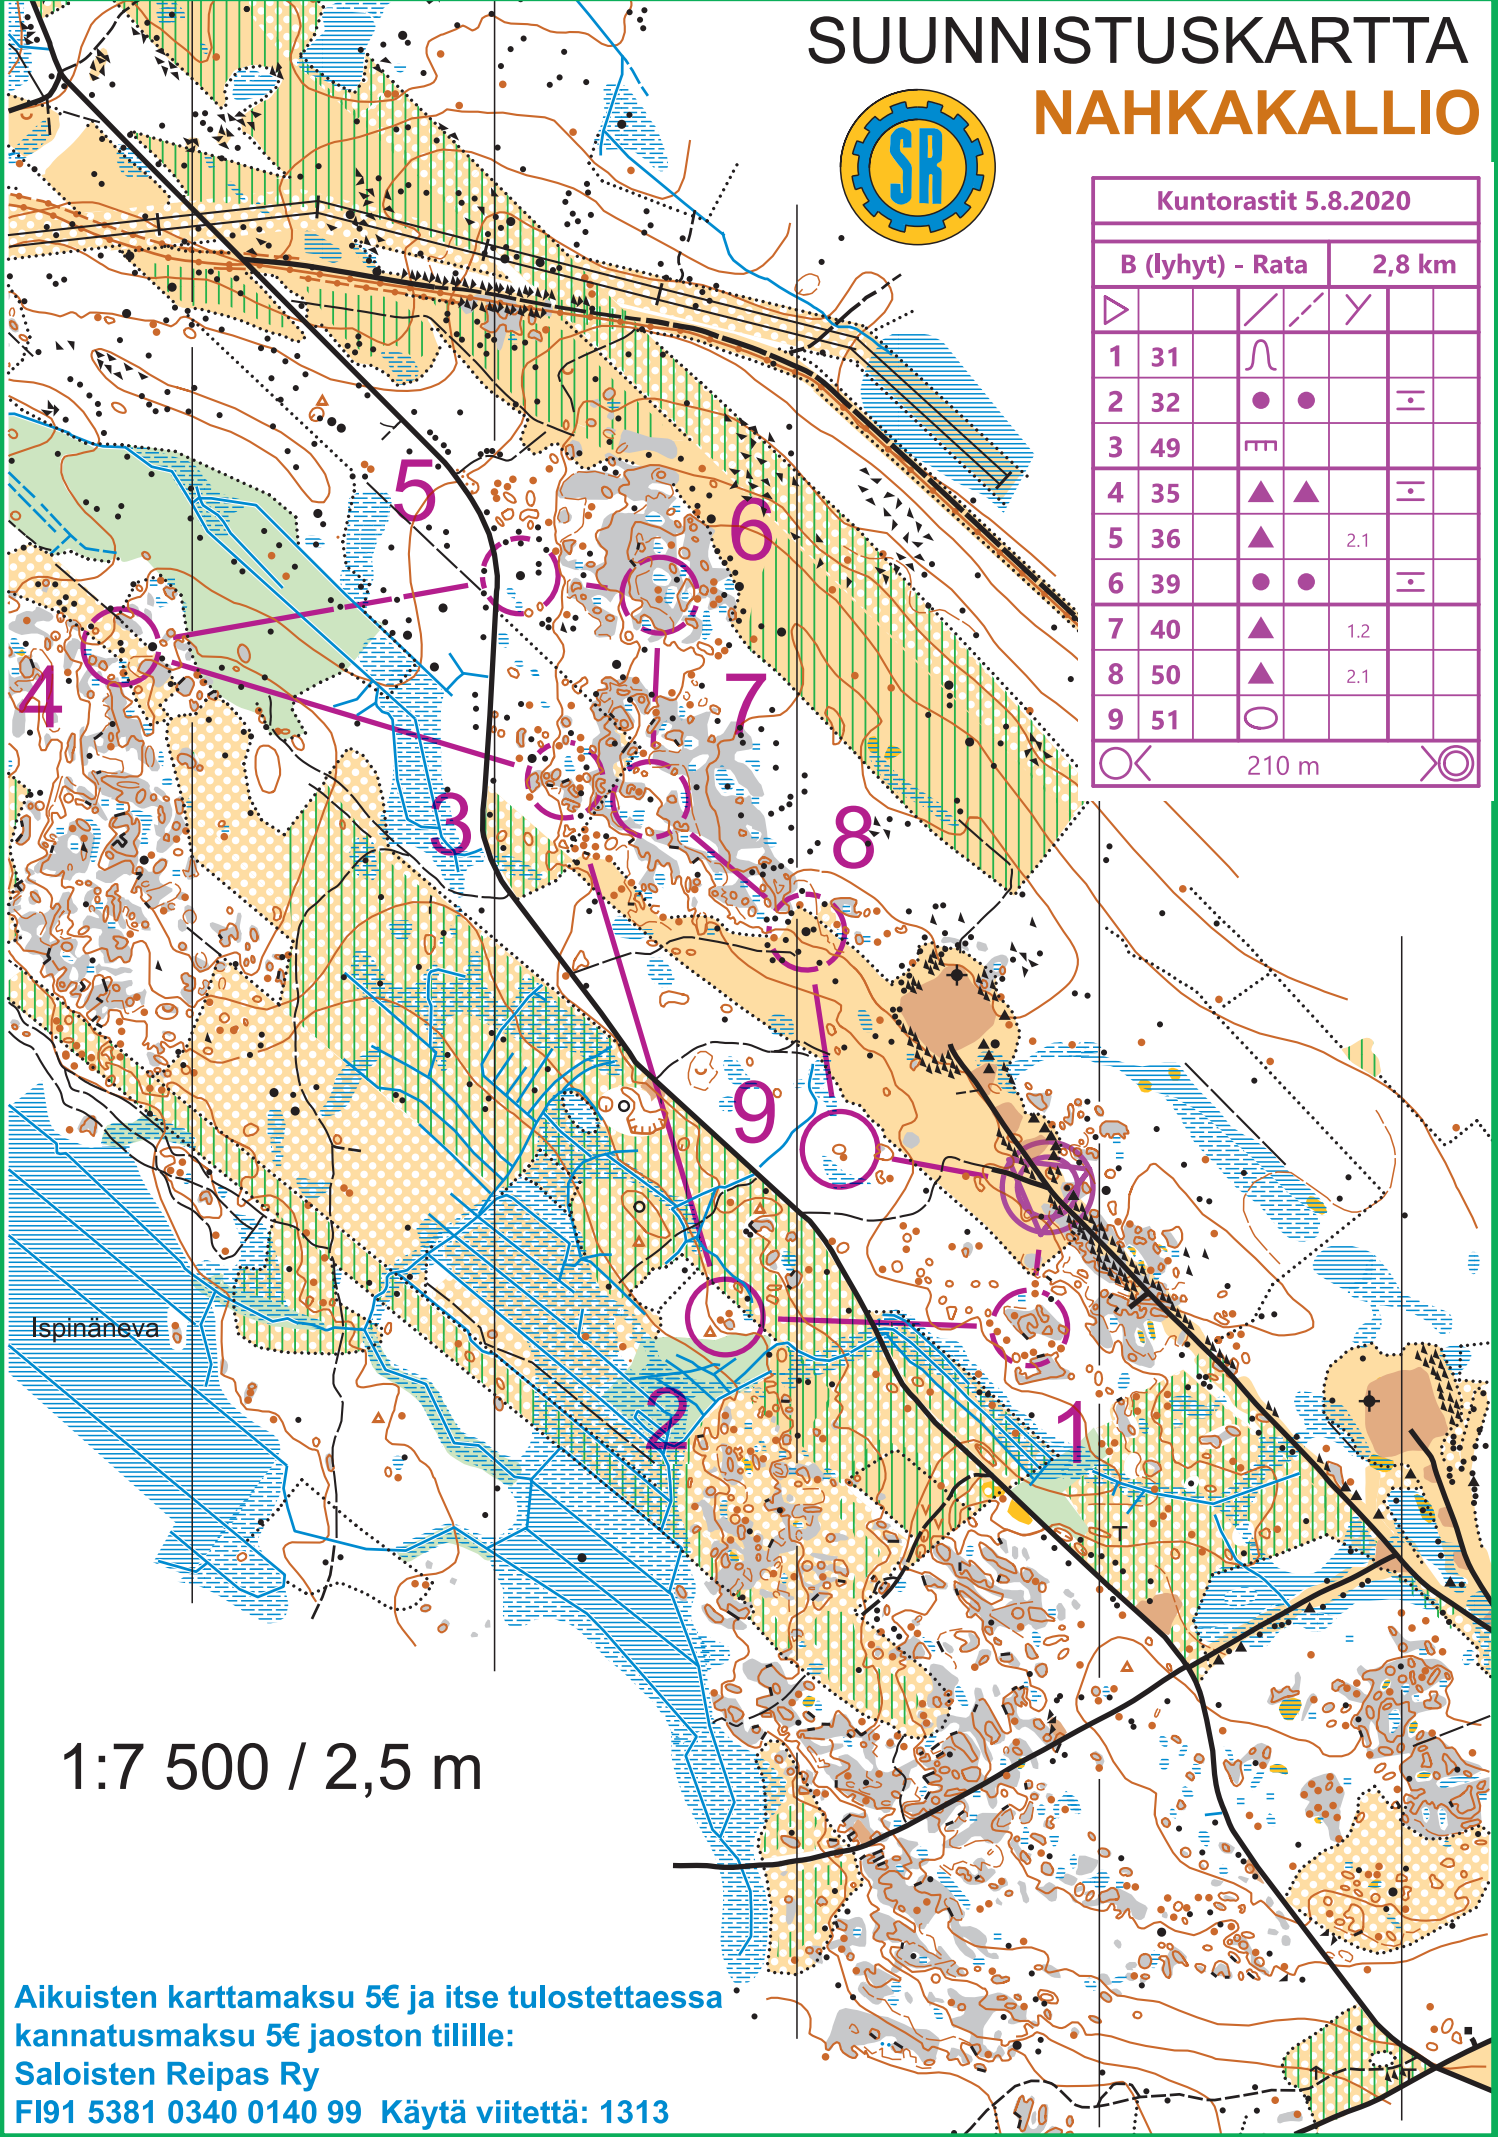 SUUNNISTUSKARTTA
NAHKAKALLIO
SR
Kuntorastit 5.8.2020
B (lyhyt) - Rata 2,8 km
1 31
2 32
3 49
4 35
5 36 2.1
6 39
7 40 1.2
8 50 2.1
9 51
210 m
5
6
4
7
3
8
9
Ispinäneva
2
1
1:7 500 / 2,5 m
Aikuisten karttamaksu 5€ ja itse tulostettaessa
kannatusmaksu 5€ jaoston tilille:
Saloisten Reipas Ry
FI91 5381 0340 0140 99 Käytä viitettä: 1313